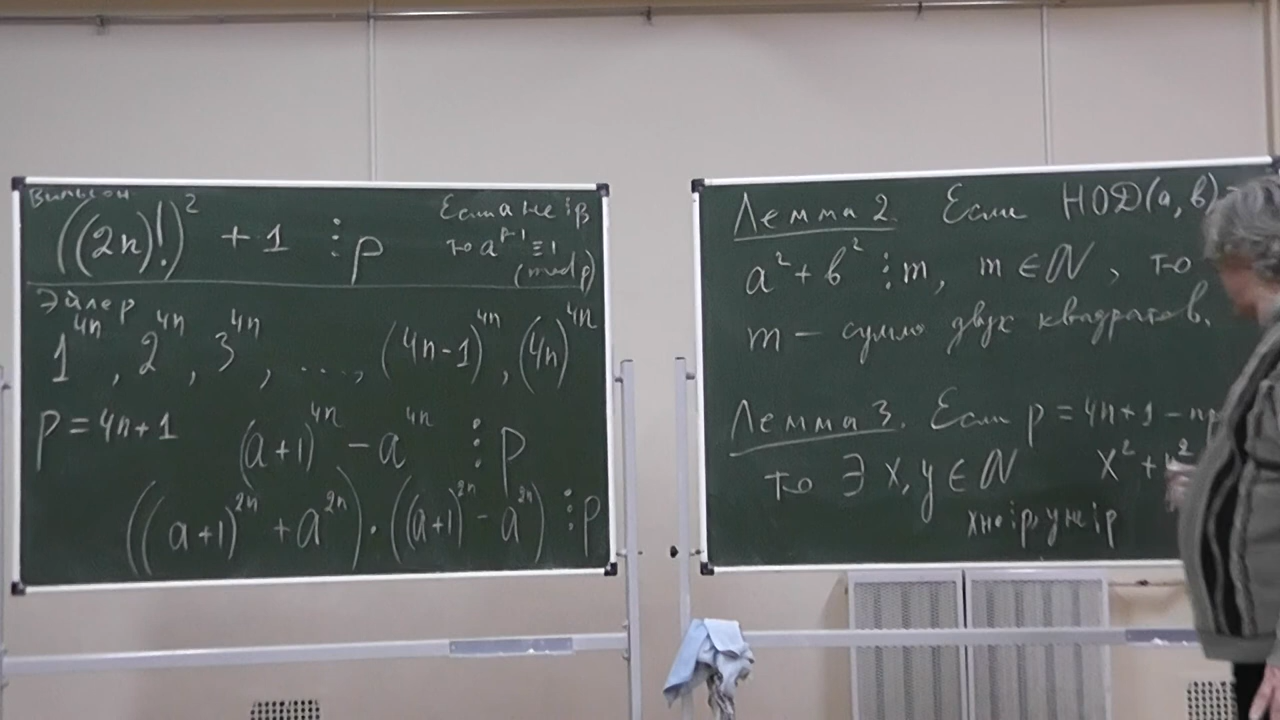 Вильсон
((2n)!)² + 1 ⋮ p
Если a не ⋮ p
то a^{p-1} ≡ 1
(mod p)
Эйлер
1^{4n}, 2^{4n}, 3^{4n}, ..., (4n-1)^{4n}, (4n)^{4n}
p = 4n+1
(a+1)^{4n} - a^{4n} ⋮ p
((a+1)^{2n} + a^{2n}) · ((a+1)^{2n} - a^{2n}) ⋮ p
Лемма 2. Если НОД(a, b)
a² + b² ⋮ m, m ∈ ℕ, то
m – сумма двух квадратов.
Лемма 3. Если p = 4n+1 – пр
то ∃ x, y ∈ ℕ x² +
x не ⋮ p, y не ⋮ p